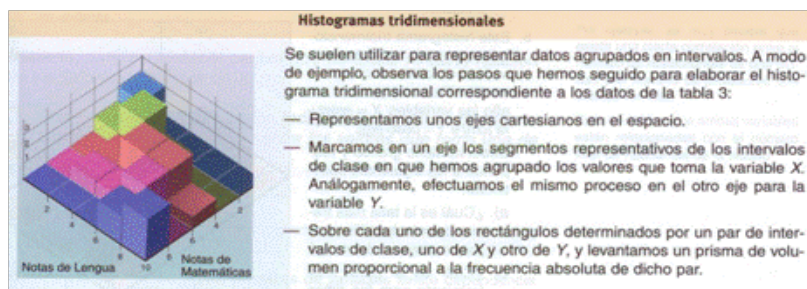 Histogramas tridimensionales
Se suelen utilizar para representar datos agrupados en intervalos. A modo
de ejemplo, observa los pasos que hemos seguido para elaborar el histo-
grama tridimensional correspondiente a los datos de la tabla 3:
— Representamos unos ejes cartesianos en el espacio.
— Marcamos en un eje los segmentos representativos de los intervalos
de clase en que hemos agrupado los valores que toma la variable X.
Análogamente, efectuamos el mismo proceso en el otro eje para la
variable Y.
— Sobre cada uno de los rectángulos determinados por un par de inter-
valos de clase, uno de X y otro de Y, y levantamos un prisma de volu-
men proporcional a la frecuencia absoluta de dicho par.
3
2
1
2
4
6
8
10
2
4
6
8
Notas de Lengua
Notas de
Matemáticas